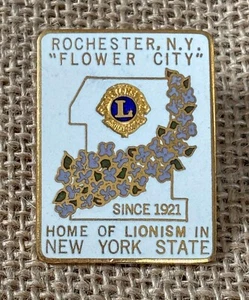 ROCHESTER, N.Y.
"FLOWER CITY"
L
SINCE 1921
HOME OF LIONISM IN
NEW YORK STATE